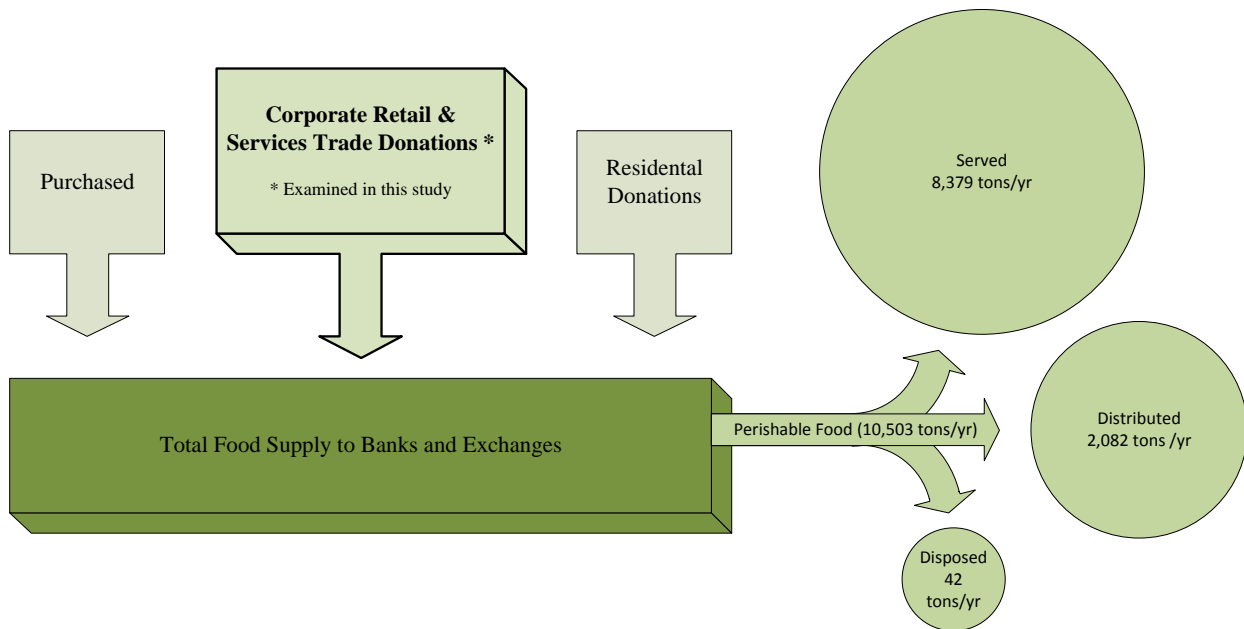 Purchased
Corporate Retail &
Services Trade Donations *
* Examined in this study
Residental
Donations
Total Food Supply to Banks and Exchanges
Perishable Food (10,503 tons/yr)
Served
8,379 tons/yr
Distributed
2,082 tons /yr
Disposed
42
tons/yr